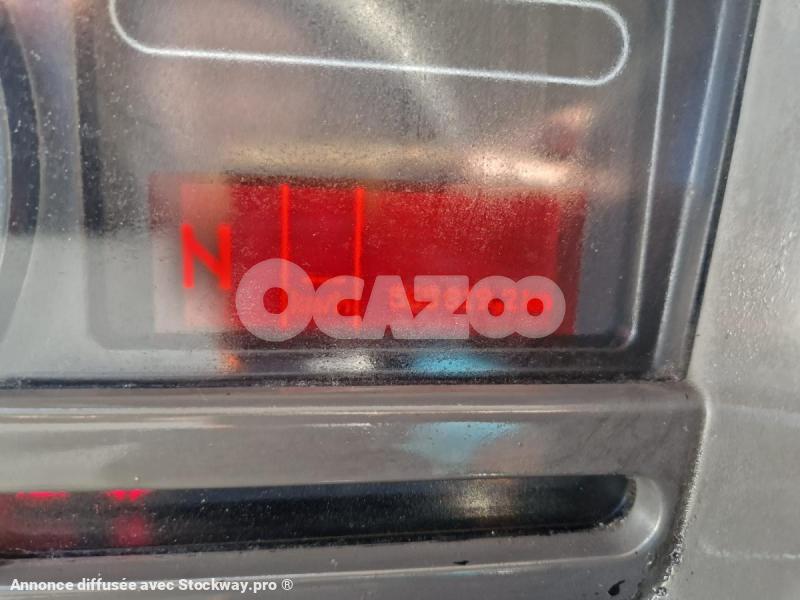 N
OCAZOO
Annonce diffusée avec Stockway.pro ®